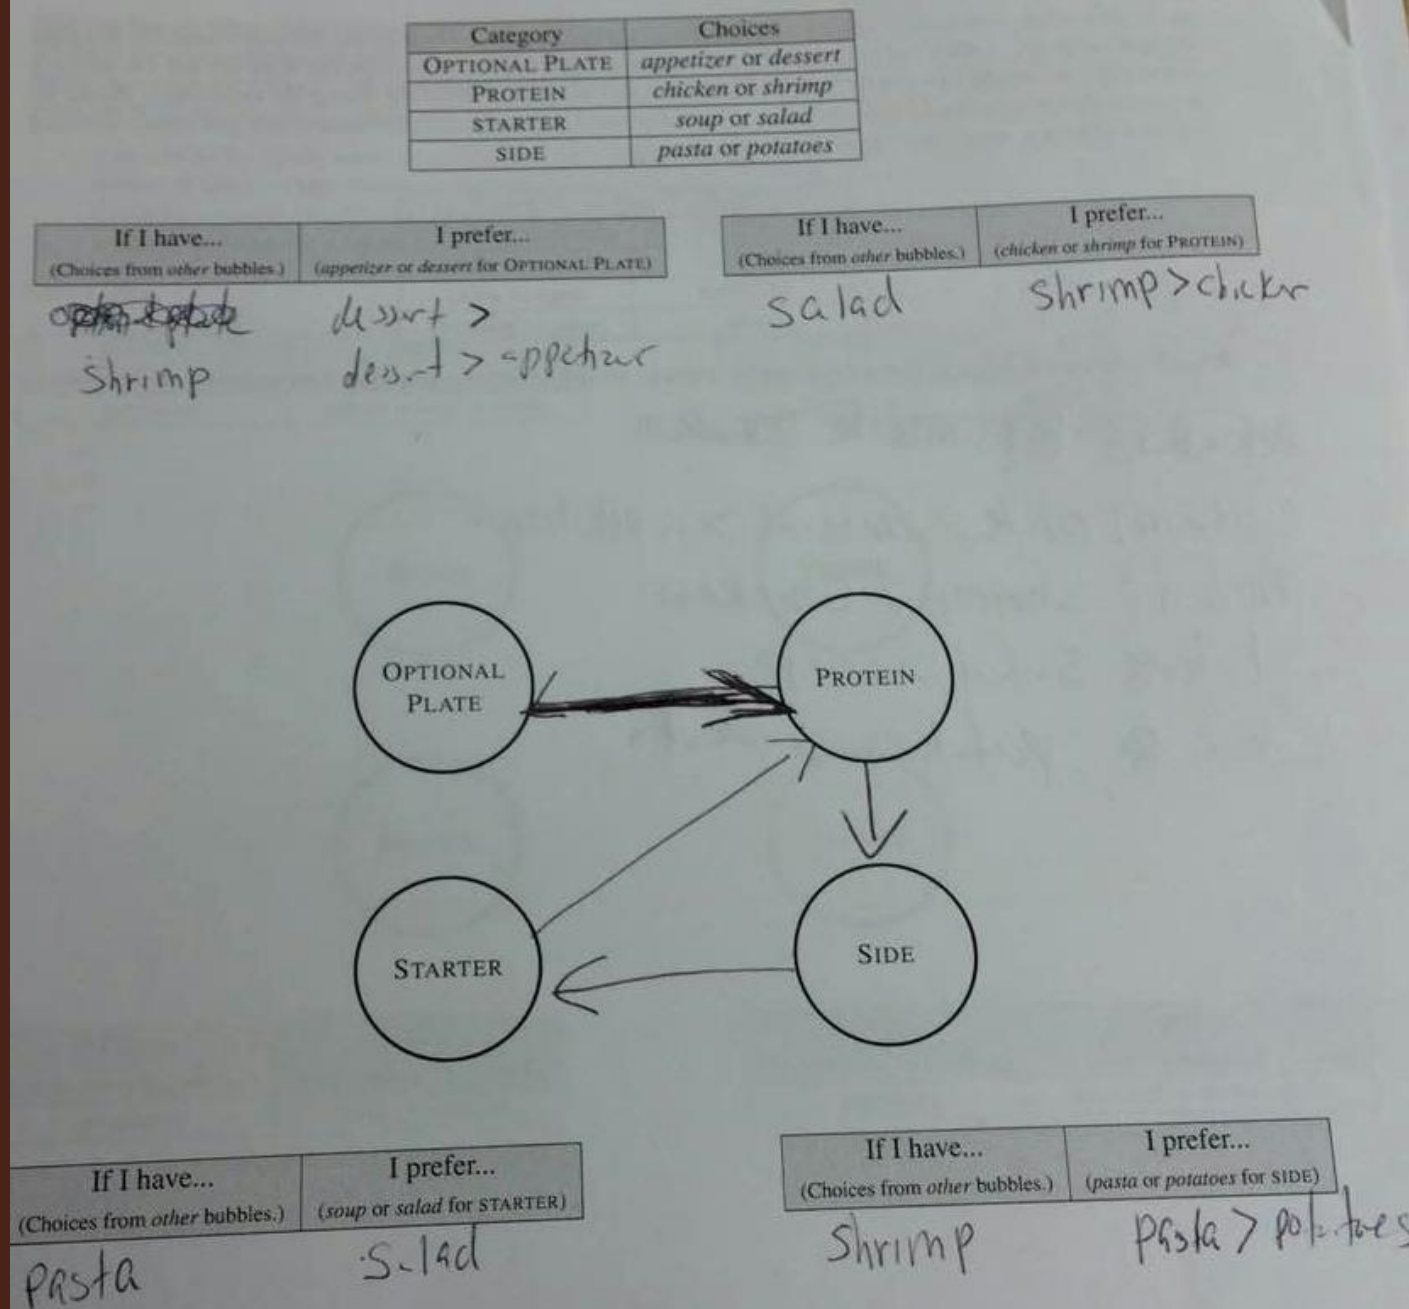 Category Choices
OPTIONAL PLATE appetizer or dessert
PROTEIN chicken or shrimp
STARTER soup or salad
SIDE pasta or potatoes
If I have... I prefer...
(Choices from other bubbles.) (appetizer or dessert for OPTIONAL PLATE)
dessert >
shrimp dessert > appetizer
If I have... I prefer...
(Choices from other bubbles.) (chicken or shrimp for PROTEIN)
salad shrimp > chicken
OPTIONAL
PLATE
PROTEIN
STARTER
SIDE
If I have... I prefer...
(Choices from other bubbles.) (soup or salad for STARTER)
pasta salad
If I have... I prefer...
(Choices from other bubbles.) (pasta or potatoes for SIDE)
shrimp pasta > potatoes